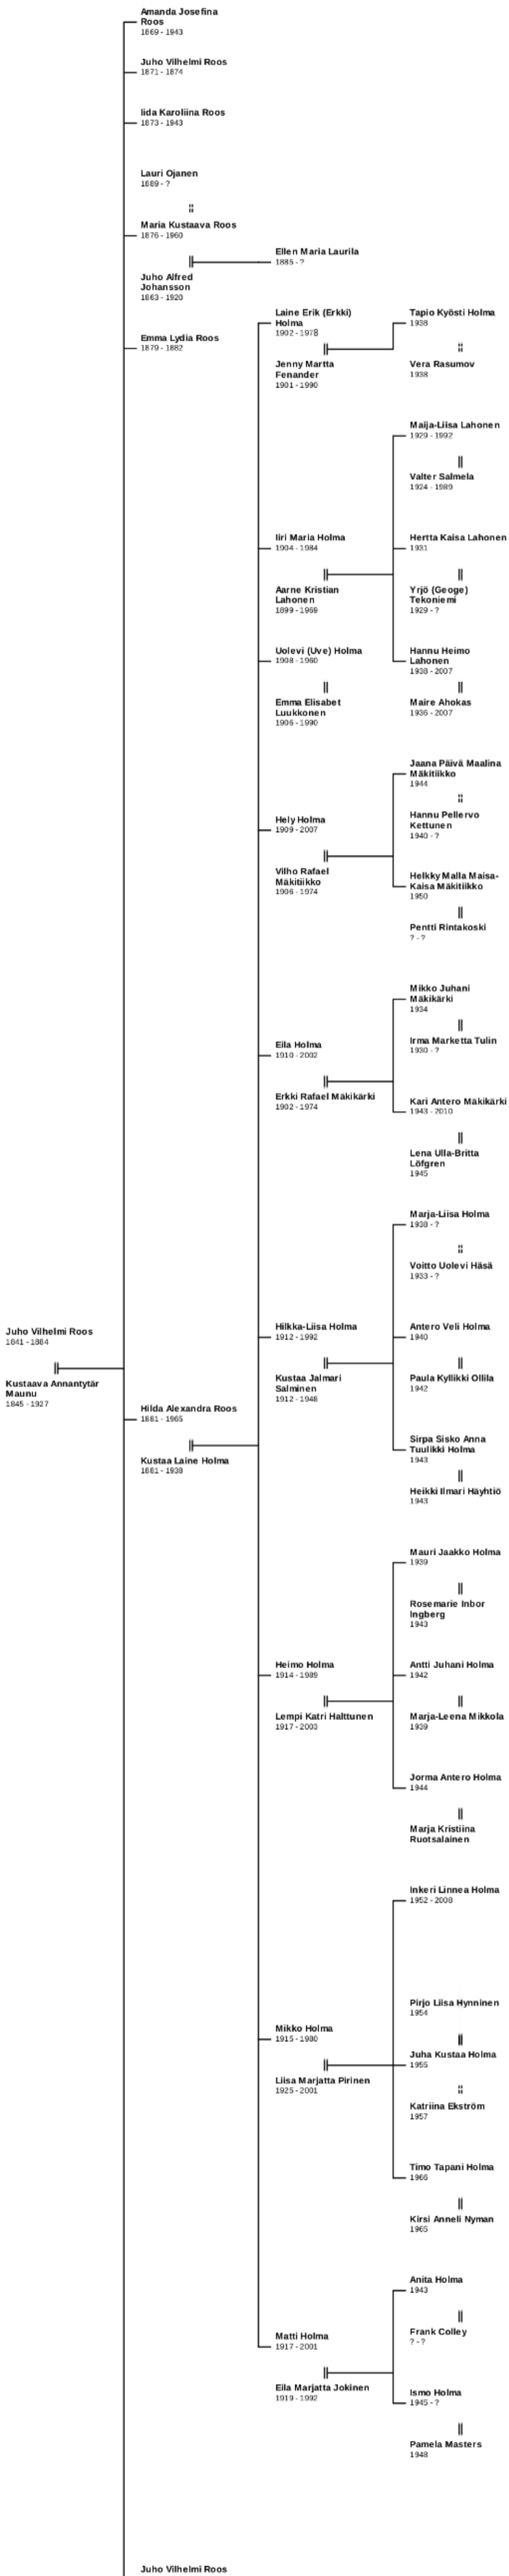 Amanda Josefina
Roos
1869 - 1943
Juho Vilhelmi Roos
1871 - 1874
Iida Karoliina Roos
1873 - 1943
Lauri Ojanen
1889 - ?
Maria Kustaava Roos
1876 - 1960
Ellen Maria Laurila
1885 - ?
Juho Alfred
Johansson
1863 - 1920
Laine Erik (Erkki)
Holma
1902 - 1978
Tapio Kyösti Holma
1938
Emma Lydia Roos
1879 - 1882
Jenny Martta
Fenander
1901 - 1990
Vera Rasumov
1938
Maija-Liisa Lahonen
1929 - 1992
Valter Salmela
1924 - 1989
Iiri Maria Holma
1904 - 1984
Hertta Kaisa Lahonen
1931
Aarne Kristian
Lahonen
1899 - 1969
Yrjö (Geoge)
Tekoniemi
1929 - ?
Uolevi (Uve) Holma
1908 - 1960
Hannu Heimo
Lahonen
1938 - 2007
Emma Elisabet
Luukkonen
1906 - 1990
Maire Ahokas
1936 - 2007
Jaana Päivä Maalina
Mäkitiikko
1944
Hely Holma
1909 - 2007
Hannu Pellervo
Kettunen
1940 - ?
Vilho Rafael
Mäkitiikko
1906 - 1974
Helkky Malla Maisa-
Kaisa Mäkitiikko
1950
Pentti Rintakoski
? - ?
Mikko Juhani
Mäkikärki
1934
Eila Holma
1910 - 2002
Irma Marketta Tulin
1930 - ?
Erkki Rafael Mäkikärki
1902 - 1974
Kari Antero Mäkikärki
1943 - 2010
Lena Ulla-Britta
Löfgren
1945
Marja-Liisa Holma
1938 - ?
Voitto Uolevi Häsä
1933 - ?
Juho Vilhelmi Roos
1841 - 1884
Hilkka-Liisa Holma
1912 - 1992
Antero Veli Holma
1940
Kustaava Annantytär
Maunu
1845 - 1927
Kustaa Jalmari
Salminen
1912 - 1948
Paula Kyllikki Ollila
1942
Hilda Alexandra Roos
1881 - 1965
Kustaa Laine Holma
1881 - 1938
Sirpa Sisko Anna
Tuulikki Holma
1943
Heikki Ilmari Häyhtiö
1943
Mauri Jaakko Holma
1939
Rosemarie Inbor
Ingberg
1943
Heimo Holma
1914 - 1989
Antti Juhani Holma
1942
Lempi Katri Halttunen
1917 - 2003
Marja-Leena Mikkola
1939
Jorma Antero Holma
1944
Marja Kristiina
Ruotsalainen
Inkeri Linnea Holma
1952 - 2008
Pirjo Liisa Hynninen
1954
Mikko Holma
1915 - 1980
Juha Kustaa Holma
1955
Liisa Marjatta Pirinen
1925 - 2001
Katriina Ekström
1957
Timo Tapani Holma
1966
Kirsi Anneli Nyman
1965
Anita Holma
1943
Matti Holma
1917 - 2001
Frank Colley
? - ?
Eila Marjatta Jokinen
1919 - 1992
Ismo Holma
1945 - ?
Pamela Masters
1948
Juho Vilhelmi Roos